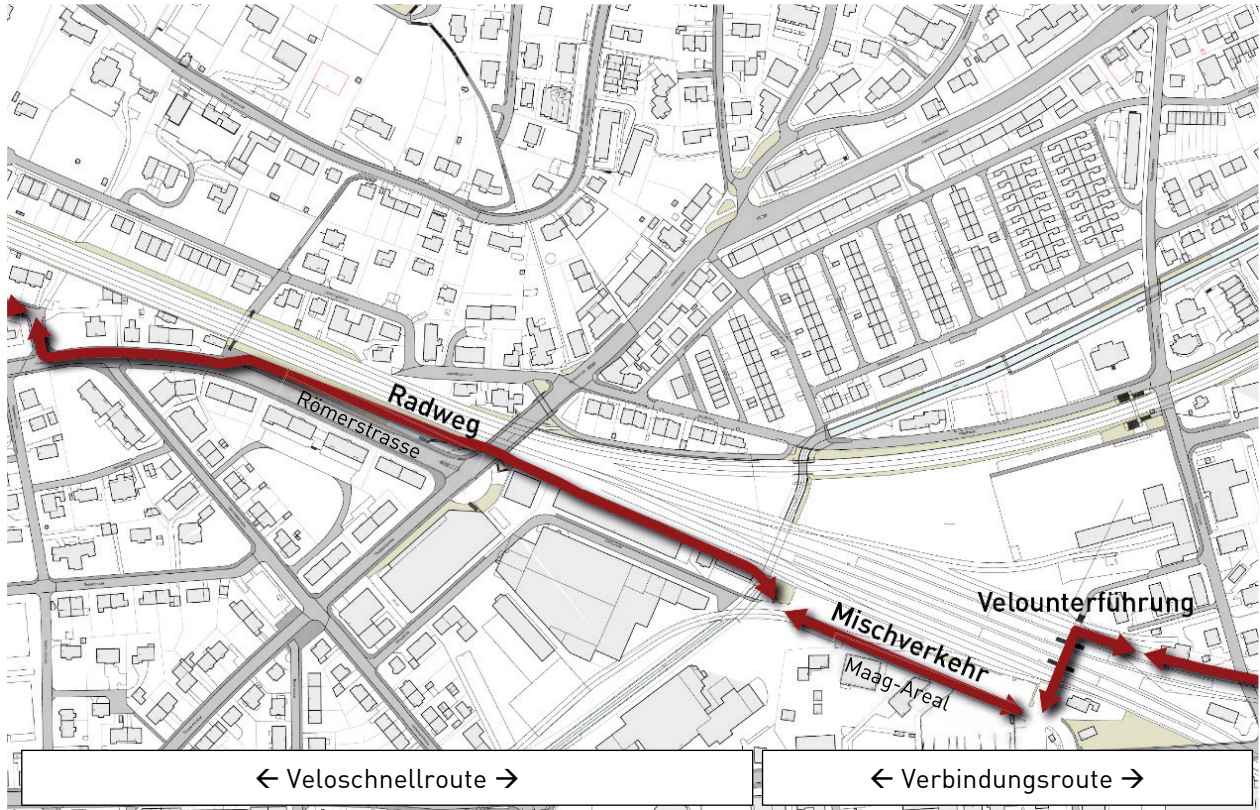 Radweg
Römerstrasse
Velounterführung
Mischverkehr
Maag-Areal
← Veloschnellroute →
← Verbindungsroute →